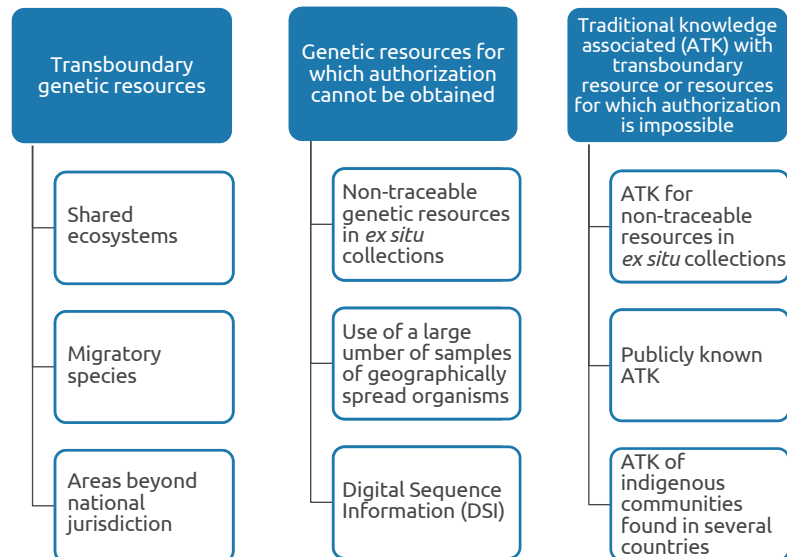 Transboundary
genetic resources
Shared
ecosystems
Migratory
species
Areas beyond
national
jurisdiction
Genetic resources for
which authorization
cannot be obtained
Non-traceable
genetic resources
in ex situ
collections
Use of a large
umber of samples
of geographically
spread organisms
Digital Sequence
Information (DSI)
Traditional knowledge
associated (ATK) with
transboundary
resource or resources
for which authorization
is impossible
ATK for
non-traceable
resources in
ex situ collections
Publicly known
ATK
ATK of
indigenous
communities
found in several
countries